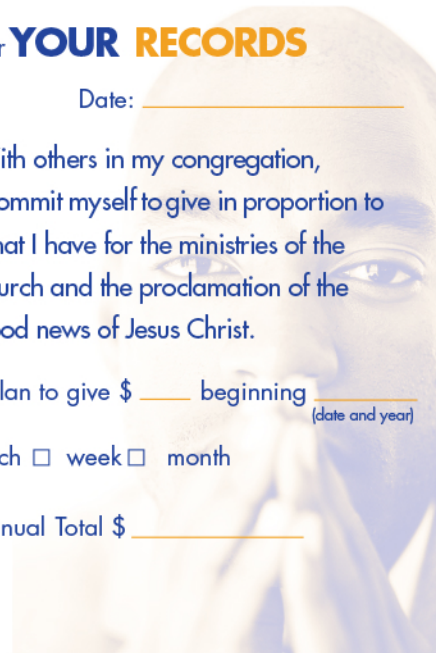 r YOUR RECORDS
Date:
ith others in my congregation,
ommit myself to give in proportion to
hat I have for the ministries of the
urch and the proclamation of the
od news of Jesus Christ.
lan to give $ ____ beginning
(date and year)
ch □ week □ month
nual Total $